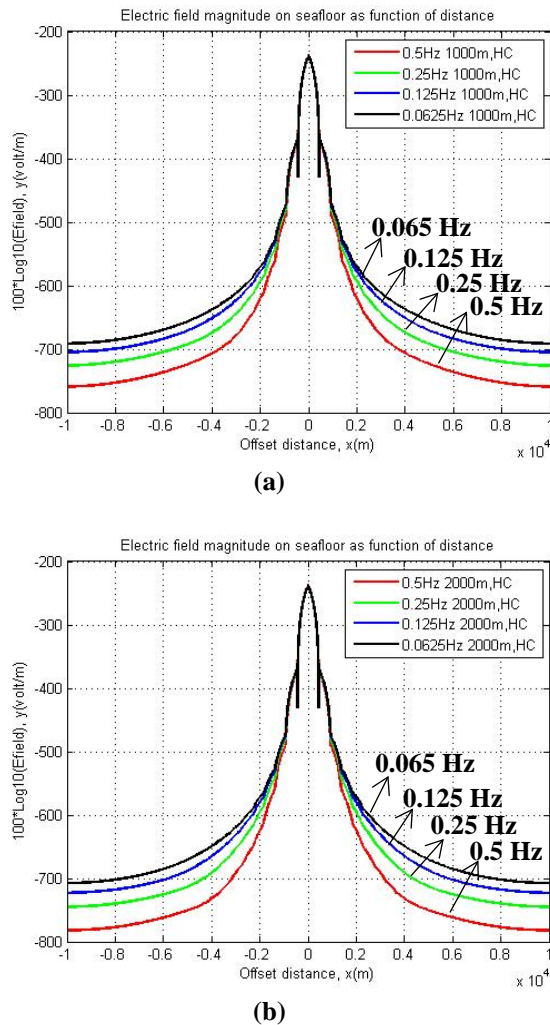 Electric field magnitude on seafloor as function of distance
-200
-300
-400
-500
-600
-700
-800
100*Log10(Efield), y(volt/m)
0.5Hz 1000m,HC
0.25Hz 1000m,HC
0.125Hz 1000m,HC
0.0625Hz 1000m,HC
0.065 Hz
0.125 Hz
0.25 Hz
0.5 Hz
-1 -0.8 -0.6 -0.4 -0.2 0 0.2 0.4 0.6 0.8 1
Offset distance, x(m)
x 10^4
(a)
Electric field magnitude on seafloor as function of distance
-200
-300
-400
-500
-600
-700
-800
100*Log10(Efield), y(volt/m)
0.5Hz 2000m,HC
0.25Hz 2000m,HC
0.125Hz 2000m,HC
0.0625Hz 2000m,HC
0.065 Hz
0.125 Hz
0.25 Hz
0.5 Hz
-1 -0.8 -0.6 -0.4 -0.2 0 0.2 0.4 0.6 0.8 1
Offset distance, x(m)
x 10^4
(b)